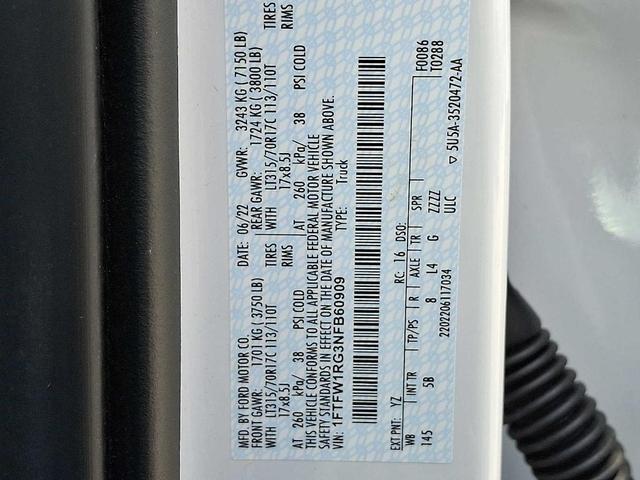 MFD. BY FORD MOTOR CO.
DATE: 06/22 GVWR: 3243 KG ( 7150 LB)
FRONT GAWR: 1701 KG ( 3750 LB) REAR GAWR: 1724 KG ( 3800 LB)
WITH LT315/70R17C 113/110T TIRES WITH LT315/70R17C 113/110T TIRES
17x8.5J RIMS 17x8.5J RIMS
AT 260 kPa/ 38 PSI COLD AT 260 kPa/ 38 PSI COLD
THIS VEHICLE CONFORMS TO ALL APPLICABLE FEDERAL MOTOR VEHICLE
SAFETY STANDARDS IN EFFECT ON THE DATE OF MANUFACTURE SHOWN ABOVE.
VIN: 1FTFW1RG3NFB60909 TYPE: Truck
EXT PNT: YZ RC: 16 DSO: F0086
WB INT TR TP/PS R AXLE TR SPR T0288
145 5B 8 L4 G ZZZZ
2202206117034 ULC ▽ 5U5A-3520472-AA